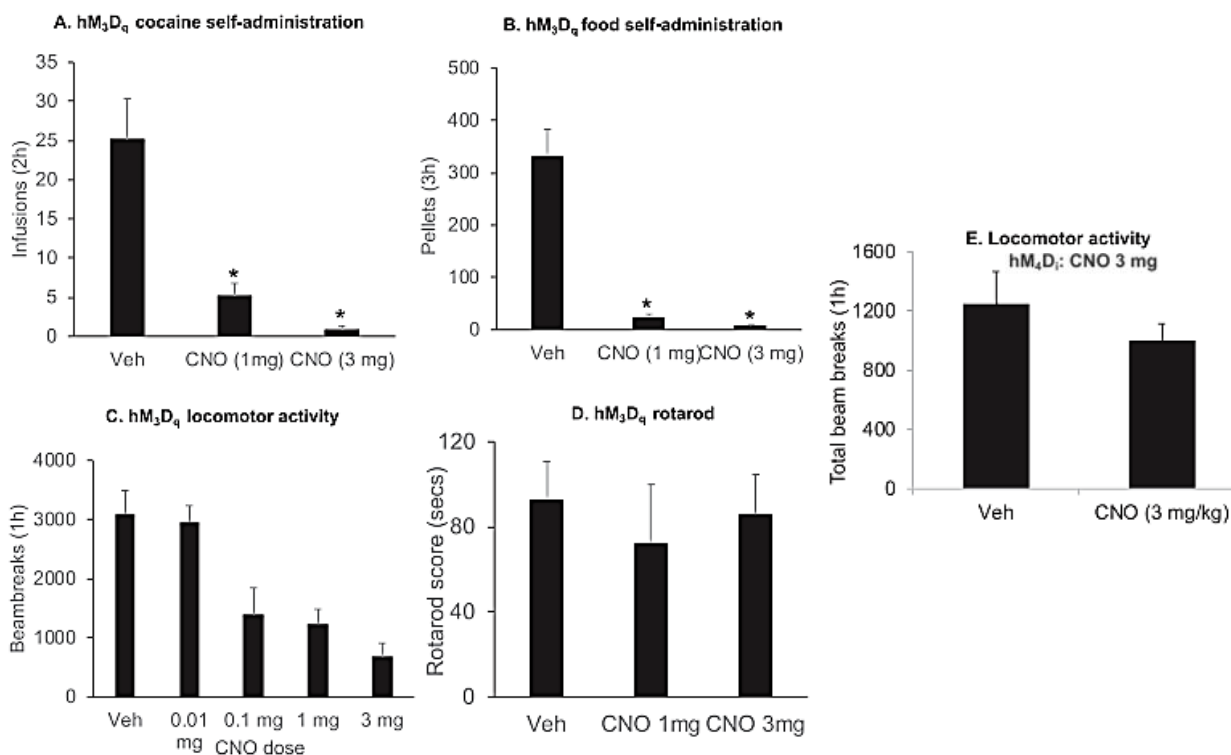 A. hM₃Dq cocaine self-administration
Infusions (2h)
35
30
25
20
15
10
5
0
*
*
Veh
CNO (1mg)
CNO (3 mg)
B. hM₃Dq food self-administration
Pellets (3h)
500
400
300
200
100
0
*
*
Veh
CNO (1 mg)
CNO (3 mg)
C. hM₃Dq locomotor activity
Beambreaks (1h)
4000
3000
2000
1000
0
Veh
0.01 mg
0.1 mg
1 mg
3 mg
CNO dose
D. hM₃Dq rotarod
Rotarod score (secs)
120
80
40
0
Veh
CNO 1mg
CNO 3mg
E. Locomotor activity
hM₄Dᵢ: CNO 3 mg
Total beam breaks (1h)
1600
1200
800
400
0
Veh
CNO (3 mg/kg)